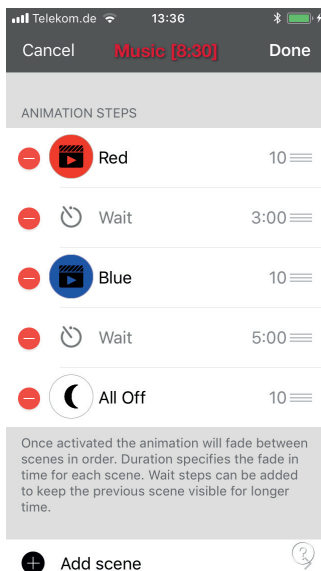 Telekom.de 13:36
Cancel Music [8:30] Done
ANIMATION STEPS
Red 10
Wait 3:00
Blue 10
Wait 5:00
All Off 10
Once activated the animation will fade between
scenes in order. Duration specifies the fade in
time for each scene. Wait steps can be added
to keep the previous scene visible for longer
time.
Add scene
?